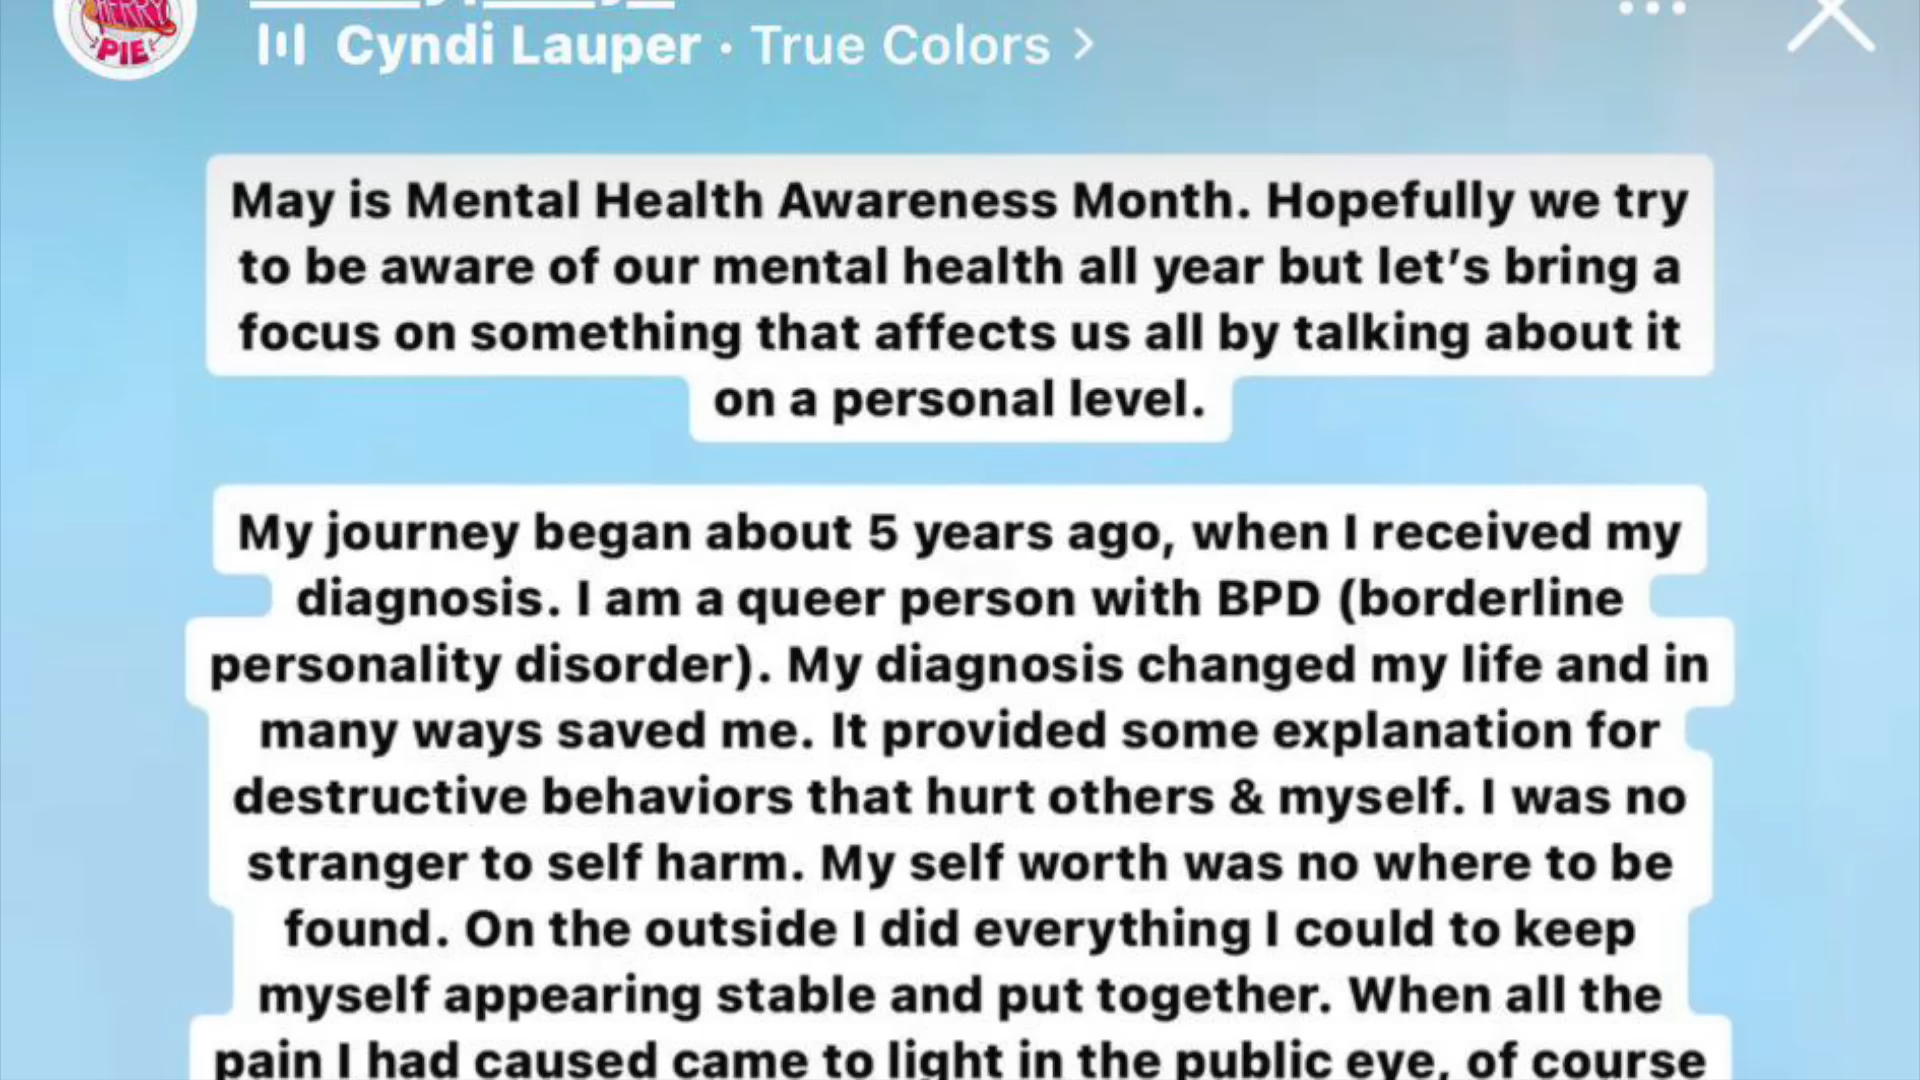 HERRY
PIE
Cyndi Lauper • True Colors >
May is Mental Health Awareness Month. Hopefully we try
to be aware of our mental health all year but let’s bring a
focus on something that affects us all by talking about it
on a personal level.
My journey began about 5 years ago, when I received my
diagnosis. I am a queer person with BPD (borderline
personality disorder). My diagnosis changed my life and in
many ways saved me. It provided some explanation for
destructive behaviors that hurt others & myself. I was no
stranger to self harm. My self worth was no where to be
found. On the outside I did everything I could to keep
myself appearing stable and put together. When all the
pain I had caused came to light in the public eye, of course